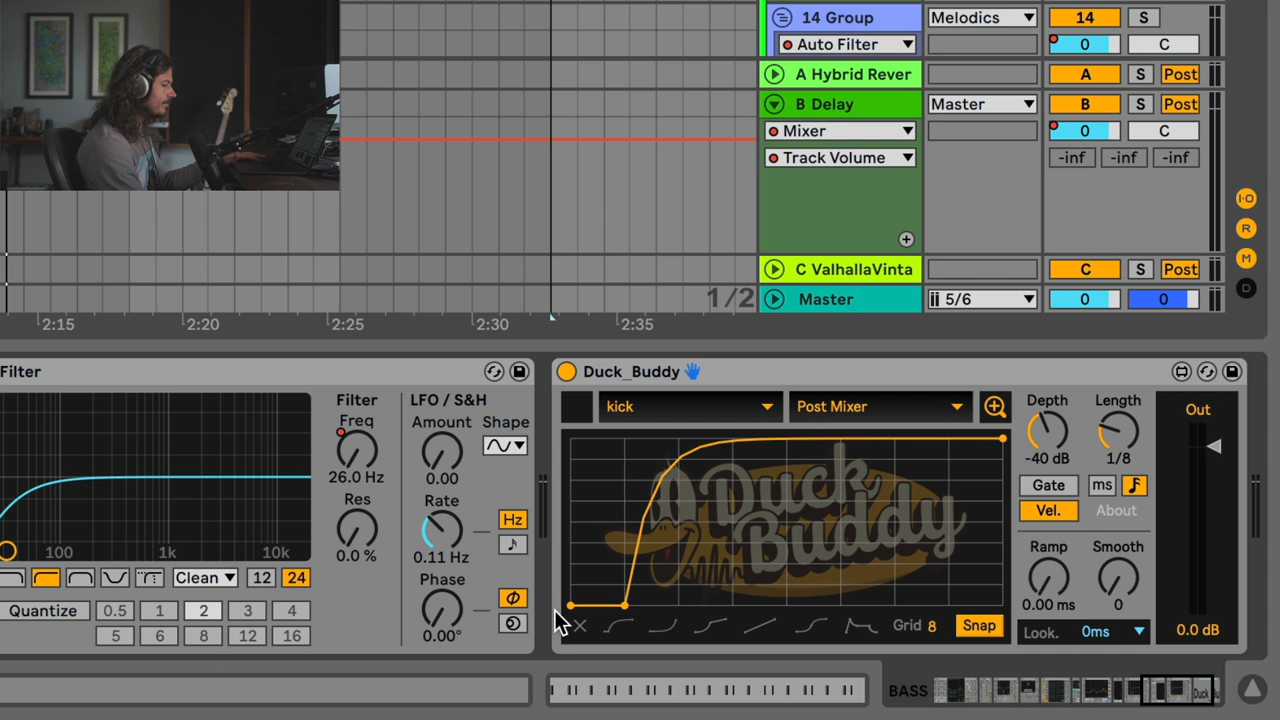 14 Group Melodics 14 S
Auto Filter 0 C
A Hybrid Rever A S Post
B Delay Master B S Post
Mixer 0 C
Track Volume -inf -inf -inf
C ValhallaVinta C S Post
1/2 Master 5/6 0 0
2:15 2:20 2:25 2:30 2:35
I·O
R
M
D
Filter
Filter
Freq
26.0 Hz
Res
0.0 %
100 1k 10k
Clean 12 24
Quantize 0.5 1 2 3 4
5 6 8 12 16
LFO / S&H
Amount Shape
0.00
Rate
0.11 Hz
Hz
Phase
0.00°
Duck_Buddy
kick Post Mixer
Duck
Buddy
Grid 8 Snap
Depth Length
-40 dB 1/8
Gate ms
Vel. About
Ramp Smooth
0.00 ms 0
Look. 0ms
Out
0.0 dB
BASS
Duck